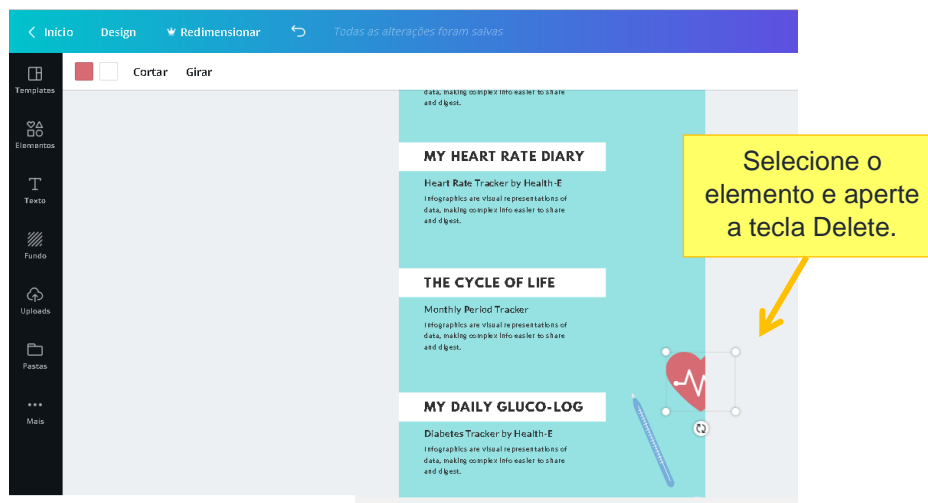 Início Design Redimensionar Todas as alterações foram salvas
Cortar Girar
Templates
Elementos
Texto
Fundo
Uploads
Pastas
Mais
data, making complex info easier to share
and digest.
MY HEART RATE DIARY
Heart Rate Tracker by Health-E
Infographics are visual representations of
data, making complex info easier to share
and digest.
THE CYCLE OF LIFE
Monthly Period Tracker
Infographics are visual representations of
data, making complex info easier to share
and digest.
MY DAILY GLUCO-LOG
Diabetes Tracker by Health-E
Infographics are visual representations of
data, making complex info easier to share
and digest.
Selecione o
elemento e aperte
a tecla Delete.